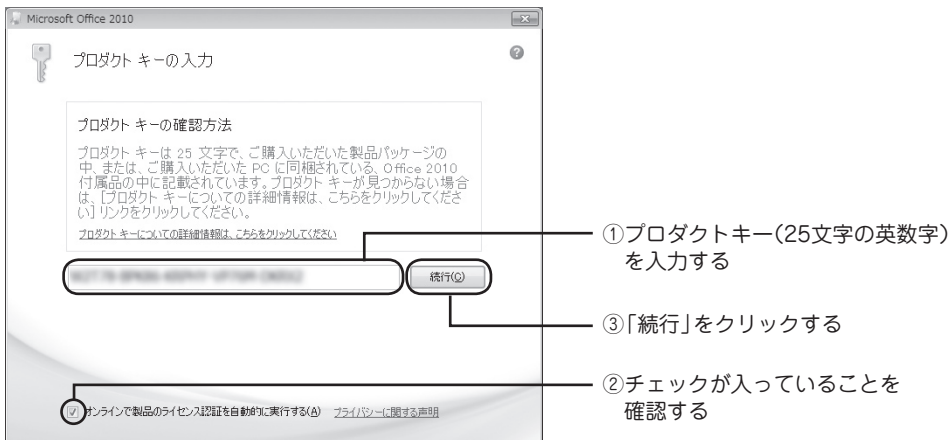 Microsoft Office 2010
プロダクト キーの入力
プロダクト キーの確認方法
プロダクト キーは 25 文字で、ご購入いただいた製品パッケージの
中、または、ご購入いただいた PC に同梱されている、Office 2010
付属品の中に記載されています。プロダクト キーが見つからない場合
は、[プロダクト キーについての詳細情報は、こちらをクリックしてくださ
い] リンクをクリックしてください。
プロダクト キーについての詳細情報は、こちらをクリックしてください
続行(C)
オンラインで製品のライセンス認証を自動的に実行する(A) プライバシーに関する声明
①プロダクトキー(25文字の英数字)
を入力する
③「続行」をクリックする
②チェックが入っていることを
確認する